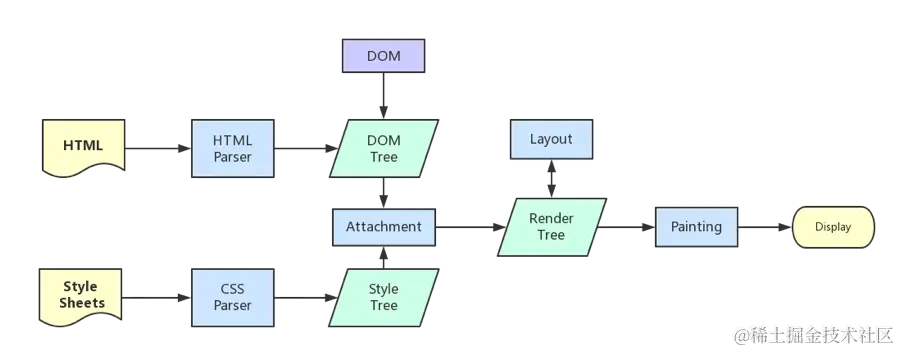 DOM
HTML
HTML
Parser
DOM
Tree
Layout
Attachment
Render
Tree
Painting
Display
Style
Sheets
CSS
Parser
Style
Tree
@稀土掘金技术社区